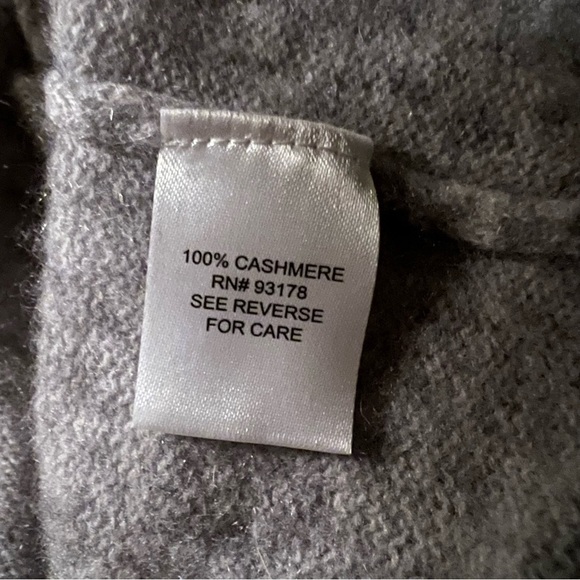 100% CASHMERE
RN# 93178
SEE REVERSE
FOR CARE